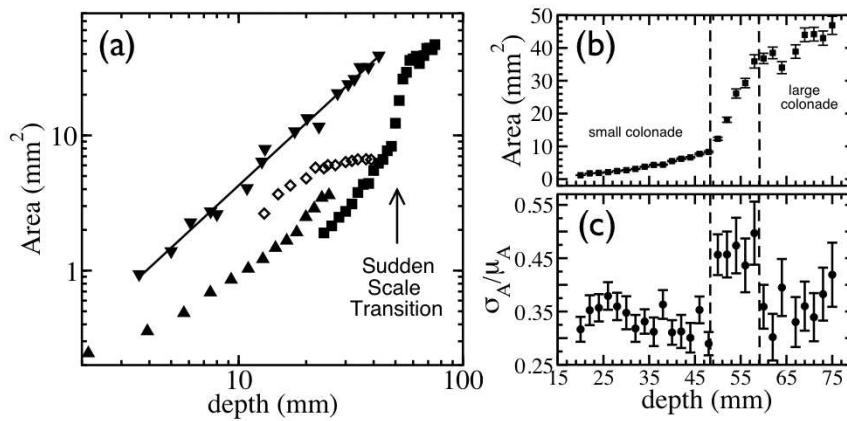 (a)
Area (mm²)
10
1
Sudden
Scale
Transition
10
100
depth (mm)
(b)
Area (mm²)
50
40
30
20
10
0
small colonade
large
colonade
(c)
σA/μA
0.45
0.35
0.25
15
25
35
45
55
65
75
depth (mm)